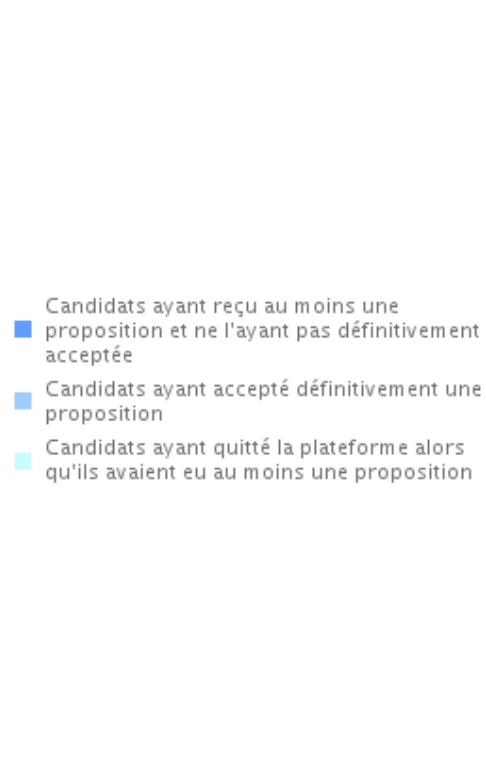 Candidats ayant reçu au moins une
proposition et ne l'ayant pas définitivement
acceptée
Candidats ayant accepté définitivement une
proposition
Candidats ayant quitté la plateforme alors
qu'ils avaient eu au moins une proposition